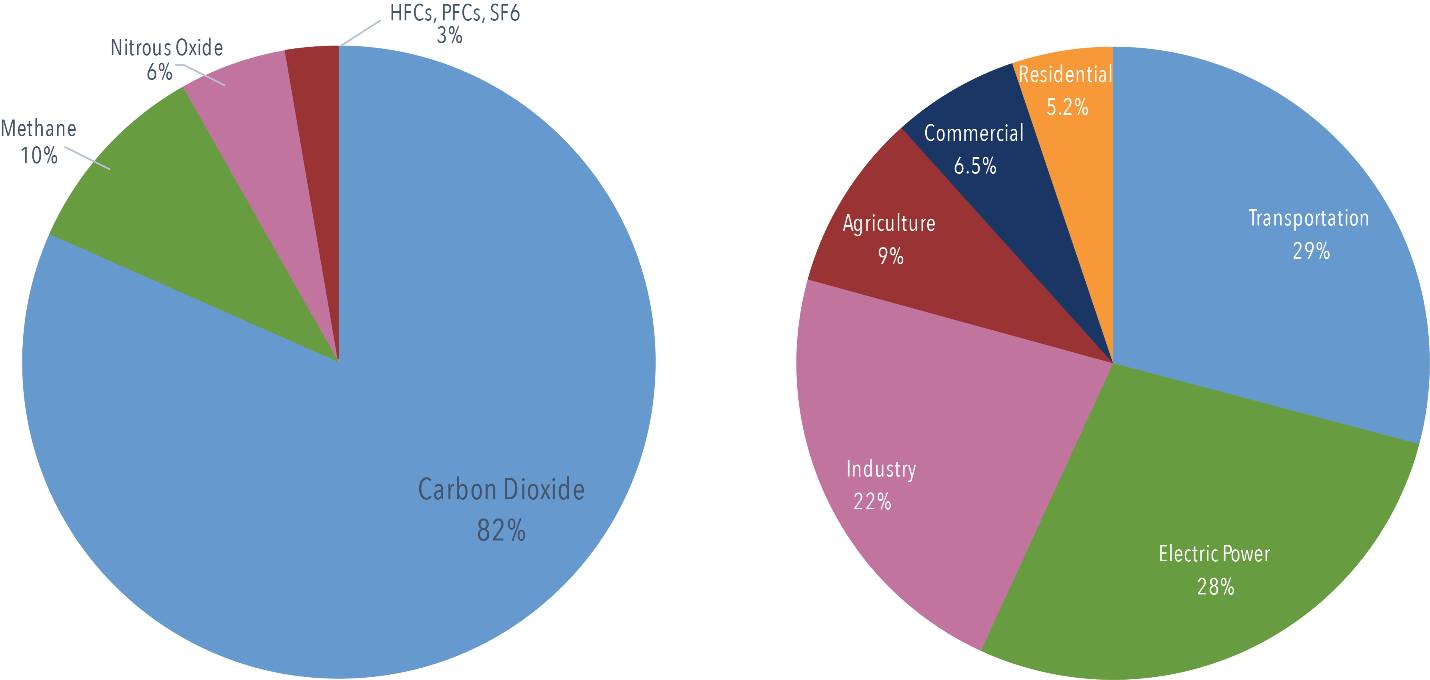 HFCs, PFCs, SF6
3%
Nitrous Oxide
6%
Methane
10%
Carbon Dioxide
82%
Residential
5.2%
Commercial
6.5%
Agriculture
9%
Transportation
29%
Industry
22%
Electric Power
28%